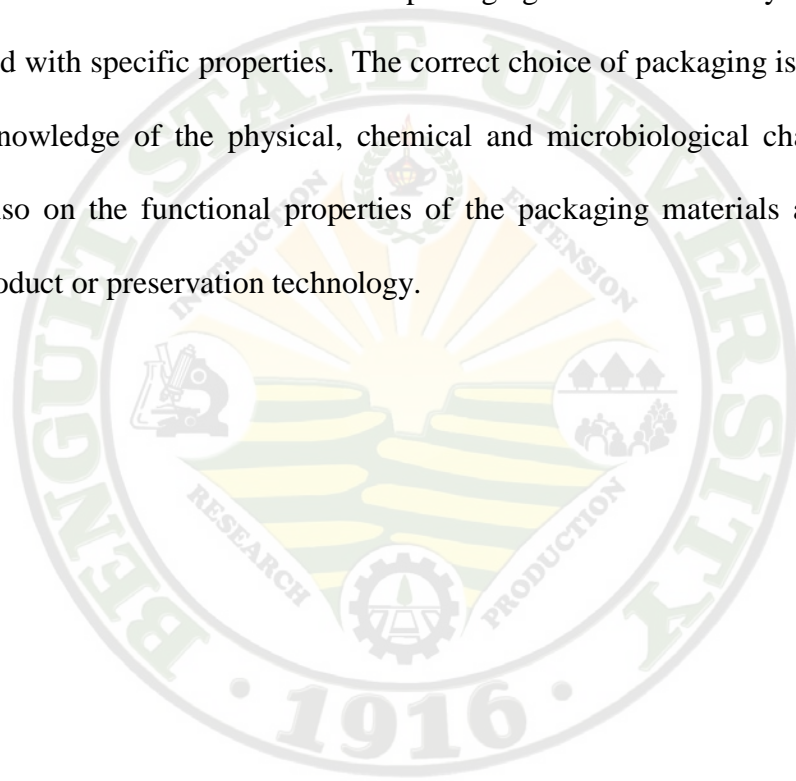 d with specific properties. The correct choice of packaging is
nowledge of the physical, chemical and microbiological cha
so on the functional properties of the packaging materials a
oduct or preservation technology.
BENGUET STATE UNIVERSITY
INSTRUCTION
EXTENSION
RESEARCH
PRODUCTION
1916